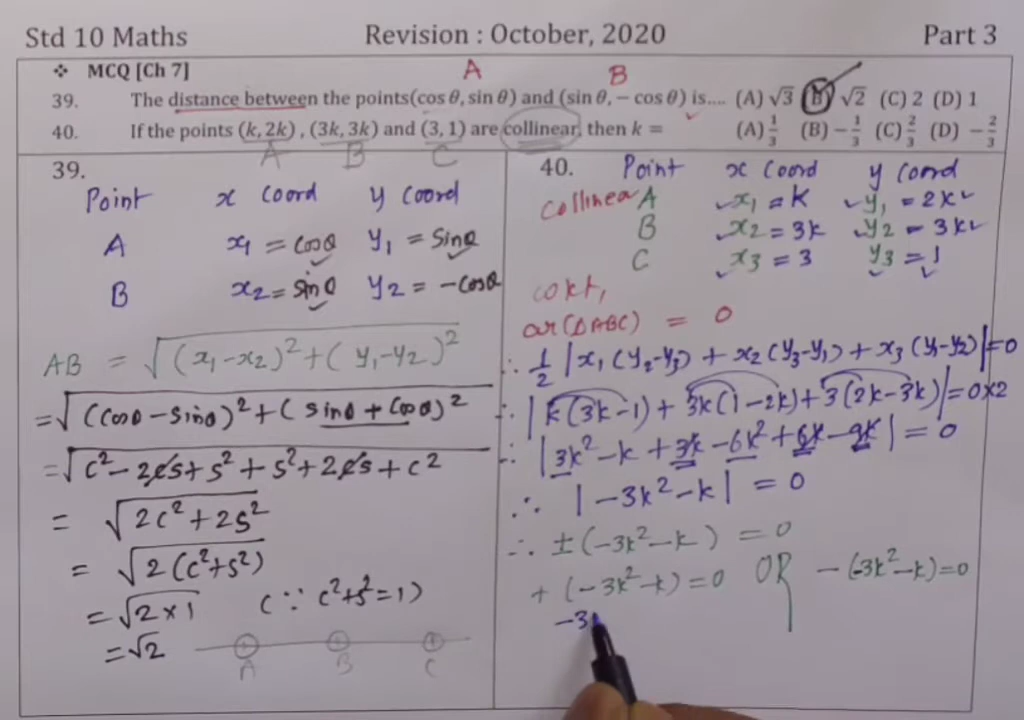 Std 10 Maths Revision : October, 2020 Part 3
❖ MCQ [Ch 7] A B
39. The distance between the points(cos θ, sin θ) and (sin θ, − cos θ) is.... (A) √3 (B) √2 (C) 2 (D) 1
40. If the points (k, 2k) , (3k, 3k) and (3, 1) are collinear, then k = (A) 1/3 (B) − 1/3 (C) 2/3 (D) − 2/3
A B C
39.
Point x coord y coord
A x₁ = cosθ y₁ = sinθ
B x₂ = sinθ y₂ = -cosθ
AB = √(x₁-x₂)² + (y₁-y₂)²
= √(cosθ - sinθ)² + (sinθ + cosθ)²
= √c² - 2cs + s² + s² + 2cs + c²
= √2c² + 2s²
= √2(c²+s²)
= √2 × 1 (∵ c²+s²=1)
= √2
A B C
40. Point x coord y coord
collinear A x₁ = k y₁ = 2k
B x₂ = 3k y₂ = 3k
C x₃ = 3 y₃ = 1
ar(ΔABC) = 0
∴ 1/2 |x₁(y₂-y₃) + x₂(y₃-y₁) + x₃(y₁-y₂)| = 0
∴ |k(3k-1) + 3k(1-2k) + 3(2k-3k)| = 0×2
∴ |3k² - k + 3k - 6k² + 6k - 9k| = 0
∴ |-3k² - k| = 0
∴ ±(-3k² - k) = 0
+ (-3k² - k) = 0 OR - (-3k² - k) = 0
-3